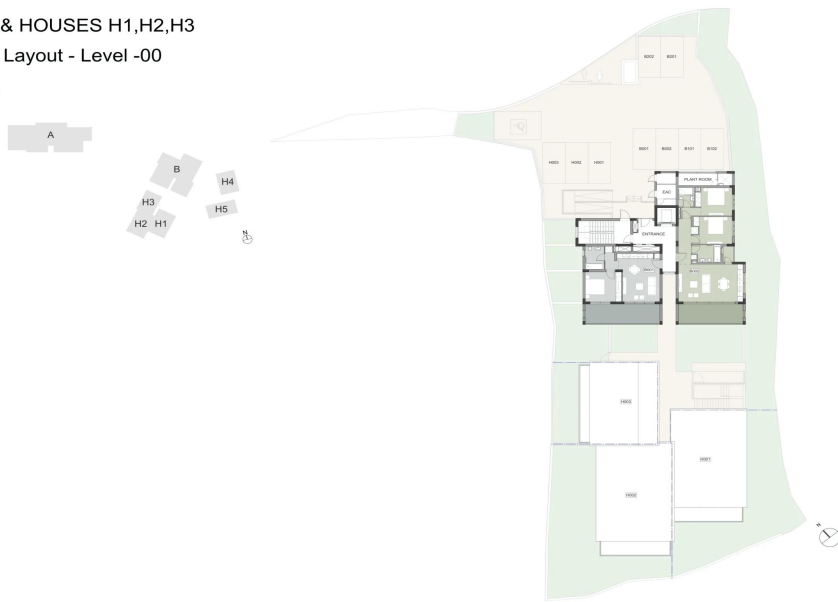 & HOUSES H1,H2,H3
Layout - Level -00
A
B
H4
H3
H5
H2 H1
N
B202 B201
H003 H002 H001
B001 B002 B101 B102
PLANT ROOM
EAC
ENTRANCE
H003
H001
H002
N